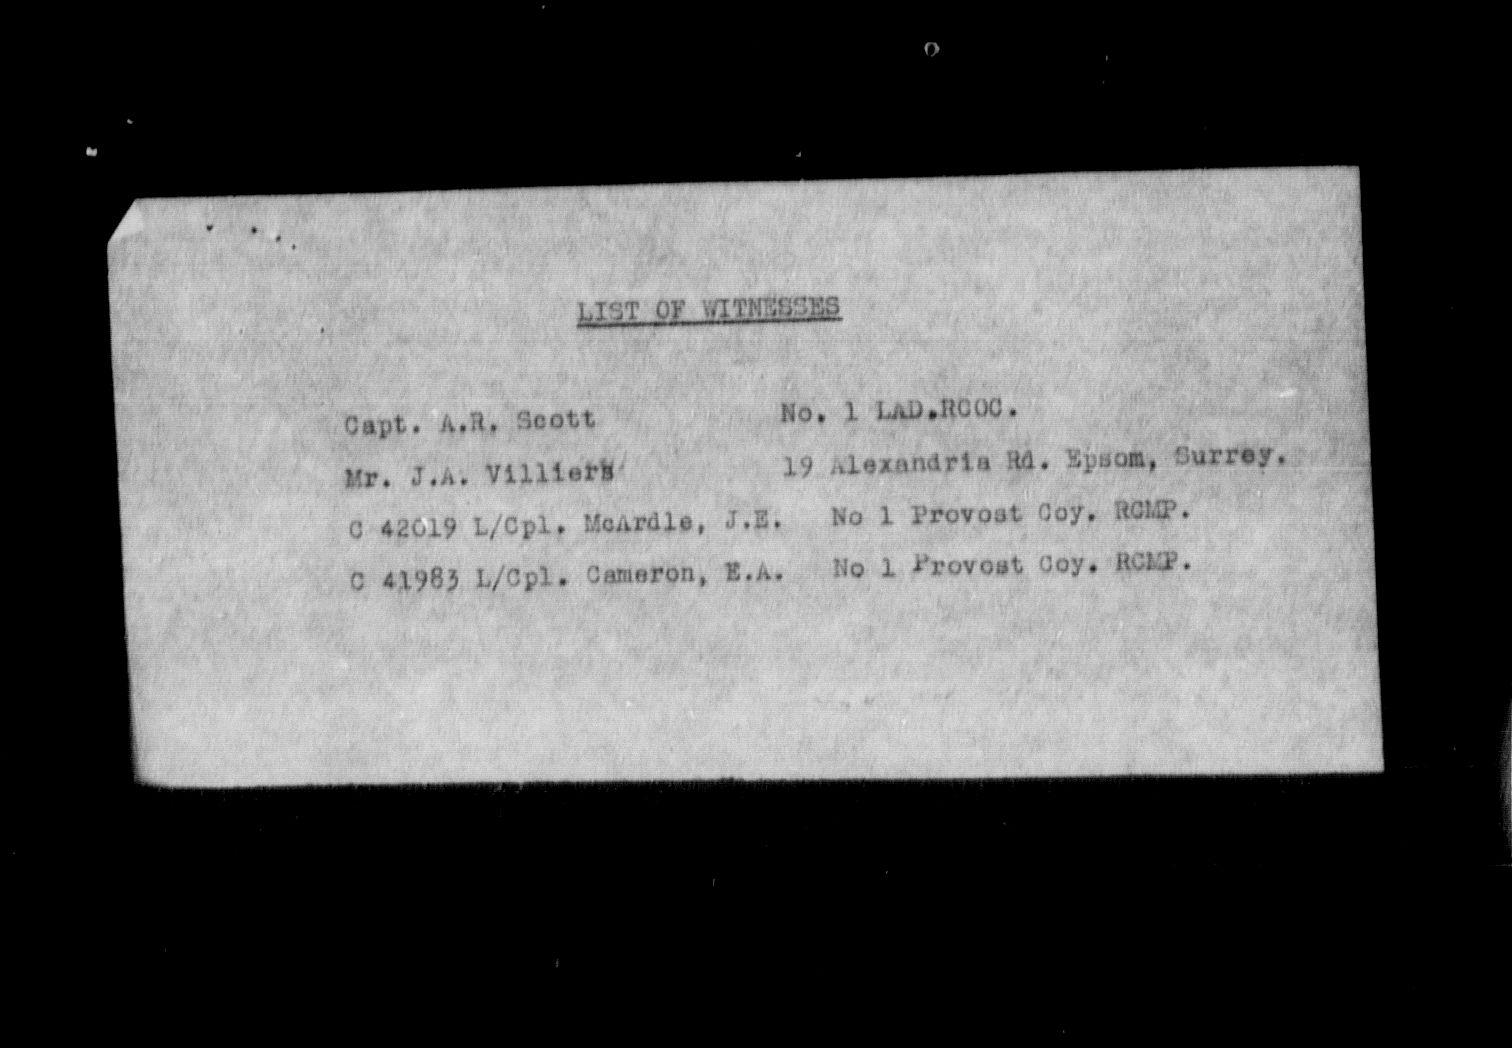 LIST OF WITNESSES
Capt. A.R. Scott No. 1 LAD.RCOC.
Mr. J.A. Villiers 19 Alexandria Rd. Epsom, Surrey.
C 42019 L/Cpl. McArdle, J.E. No 1 Provost Coy. RCMP.
C 41983 L/Cpl. Cameron, E.A. No 1 Provost Coy. RCMP.